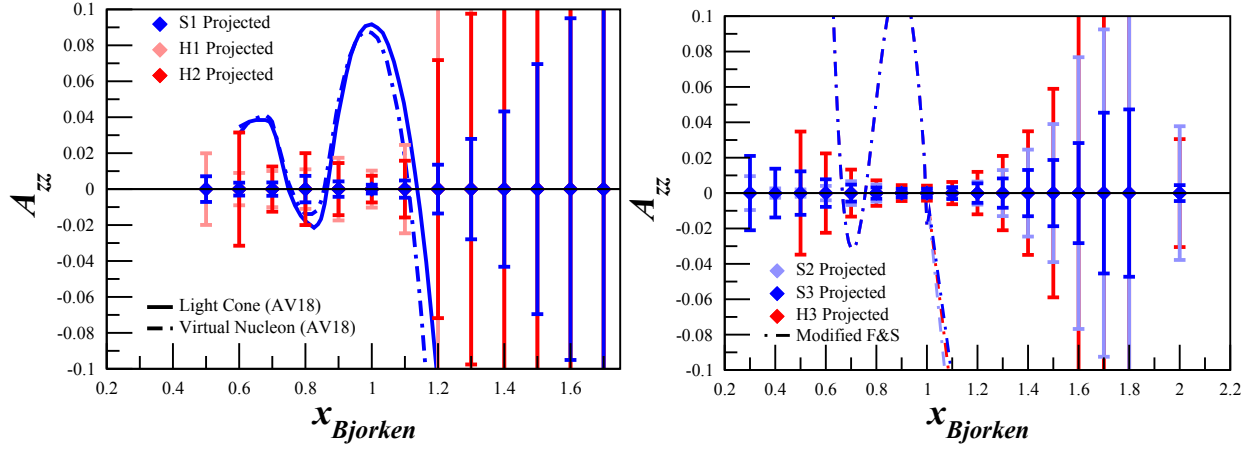 0.1
0.08
0.06
0.04
0.02
0
-0.02
-0.04
-0.06
-0.08
-0.1
A_zz
S1 Projected
H1 Projected
H2 Projected
Light Cone (AV18)
Virtual Nucleon (AV18)
0.2 0.4 0.6 0.8 1 1.2 1.4 1.6
x_Bjorken
0.1
0.08
0.06
0.04
0.02
0
-0.02
-0.04
-0.06
-0.08
-0.1
A_zz
S2 Projected
S3 Projected
H3 Projected
Modified F&S
0.2 0.4 0.6 0.8 1 1.2 1.4 1.6 1.8 2 2.2
x_Bjorken